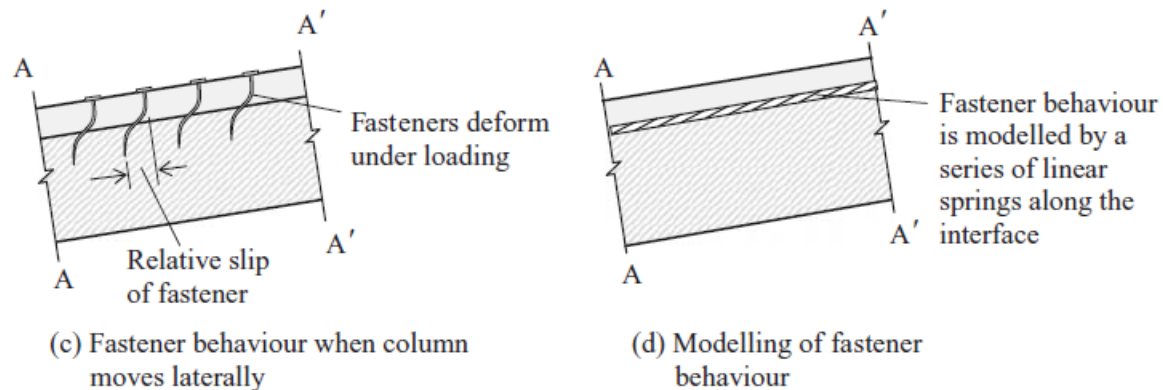 A
A′
Fasteners deform
under loading
Relative slip
of fastener
A
A′
(c) Fastener behaviour when column
moves laterally
A
A′
Fastener behaviour
is modelled by a
series of linear
springs along the
interface
A′
A
(d) Modelling of fastener
behaviour